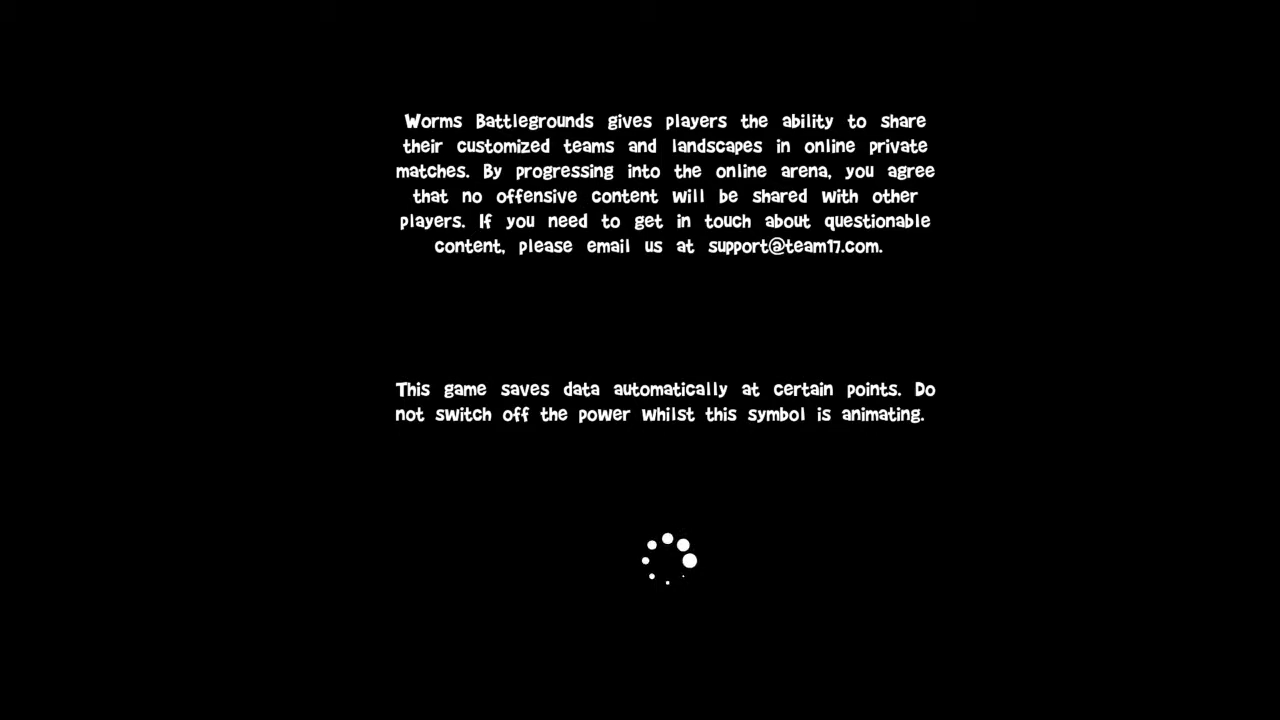 Worms Battlegrounds gives players the ability to share
their customized teams and landscapes in online private
matches. By progressing into the online arena, you agree
that no offensive content will be shared with other
players. If you need to get in touch about questionable
content, please email us at support@team17.com.
This game saves data automatically at certain points. Do
not switch off the power whilst this symbol is animating.